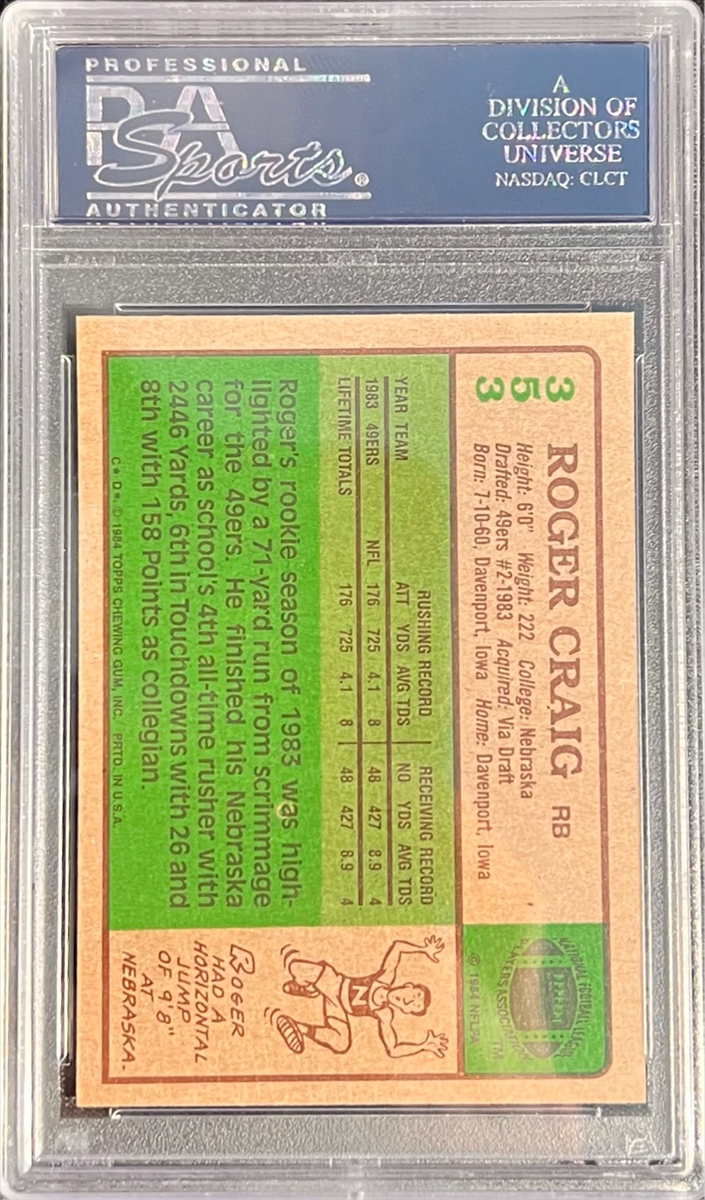 PROFESSIONAL
PSA
Sports®
AUTHENTICATOR
A
DIVISION OF
COLLECTORS
UNIVERSE
NASDAQ: CLCT
353
ROGER CRAIG RB
Height: 6'0" Weight: 222 College: Nebraska
Drafted: 49ers #2-1983 Acquired: Via Draft
Born: 7-10-60, Davenport, Iowa Home: Davenport, Iowa
NATIONAL FOOTBALL LEAGUE
PLAYERS ASSOCIATION
TM
© 1984 NFLPA
RUSHING RECORD RECEIVING RECORD
YEAR TEAM ATT YDS AVG TDS NO YDS AVG TDS
1983 49ERS NFL 176 725 4.1 8 48 427 8.9 4
LIFETIME TOTALS 176 725 4.1 8 48 427 8.9 4
Roger's rookie season of 1983 was high-
lighted by a 71-yard run from scrimmage
for the 49ers. He finished his Nebraska
career as school's 4th all-time rusher with
2446 Yards, 6th in Touchdowns with 26 and
8th with 158 Points as collegian.
N
ROGER
HAD A
HORIZONTAL
JUMP
OF 9'8"
AT
NEBRASKA.
C* D*: © 1984 TOPPS CHEWING GUM, INC. PRTD. IN U.S.A.